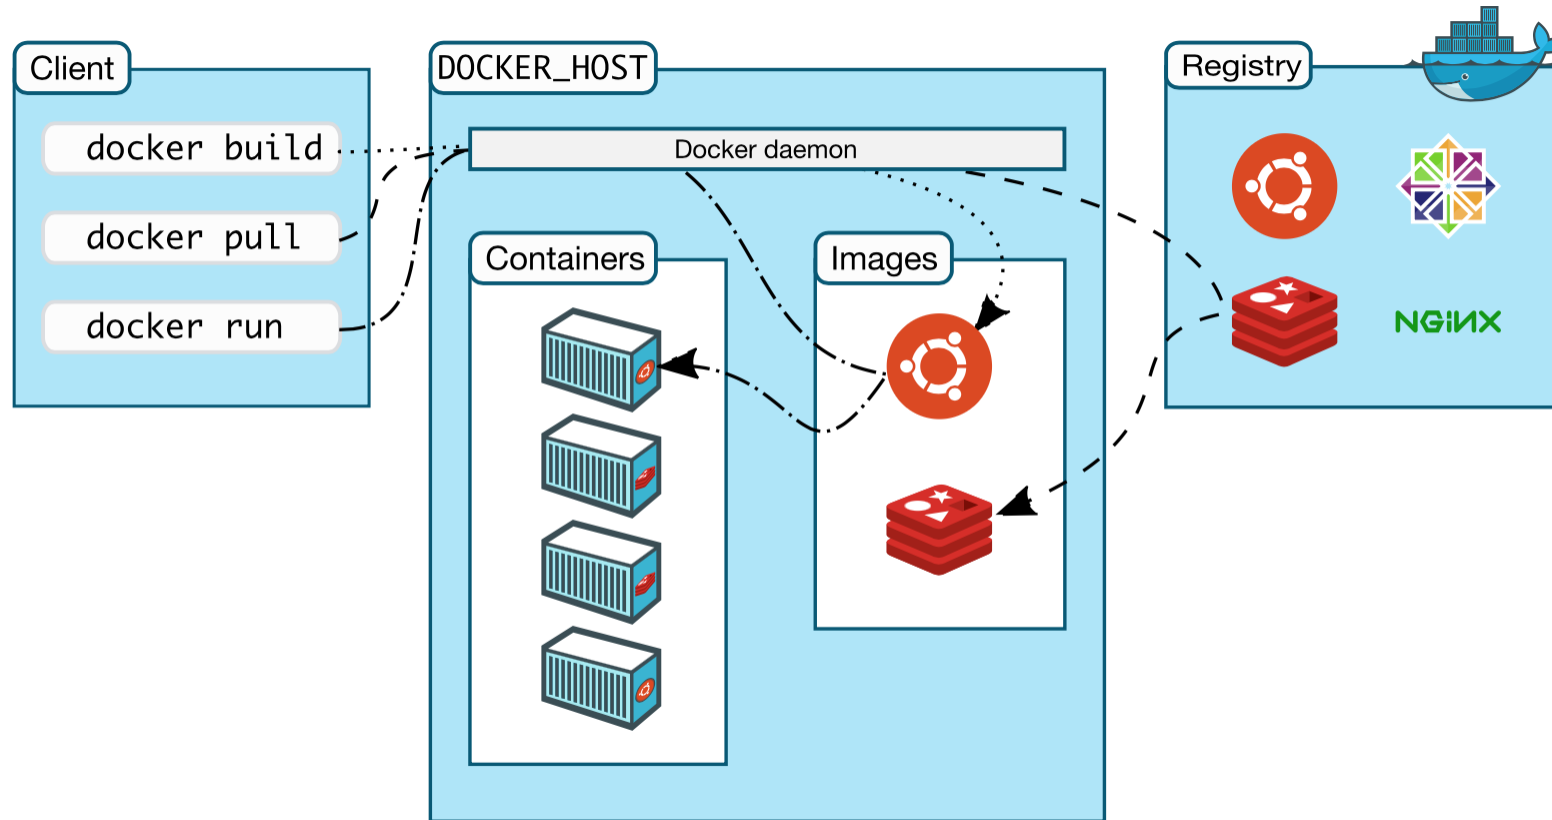 Client
docker build
docker pull
docker run
DOCKER_HOST
Docker daemon
Containers
Images
Registry
NGiNX